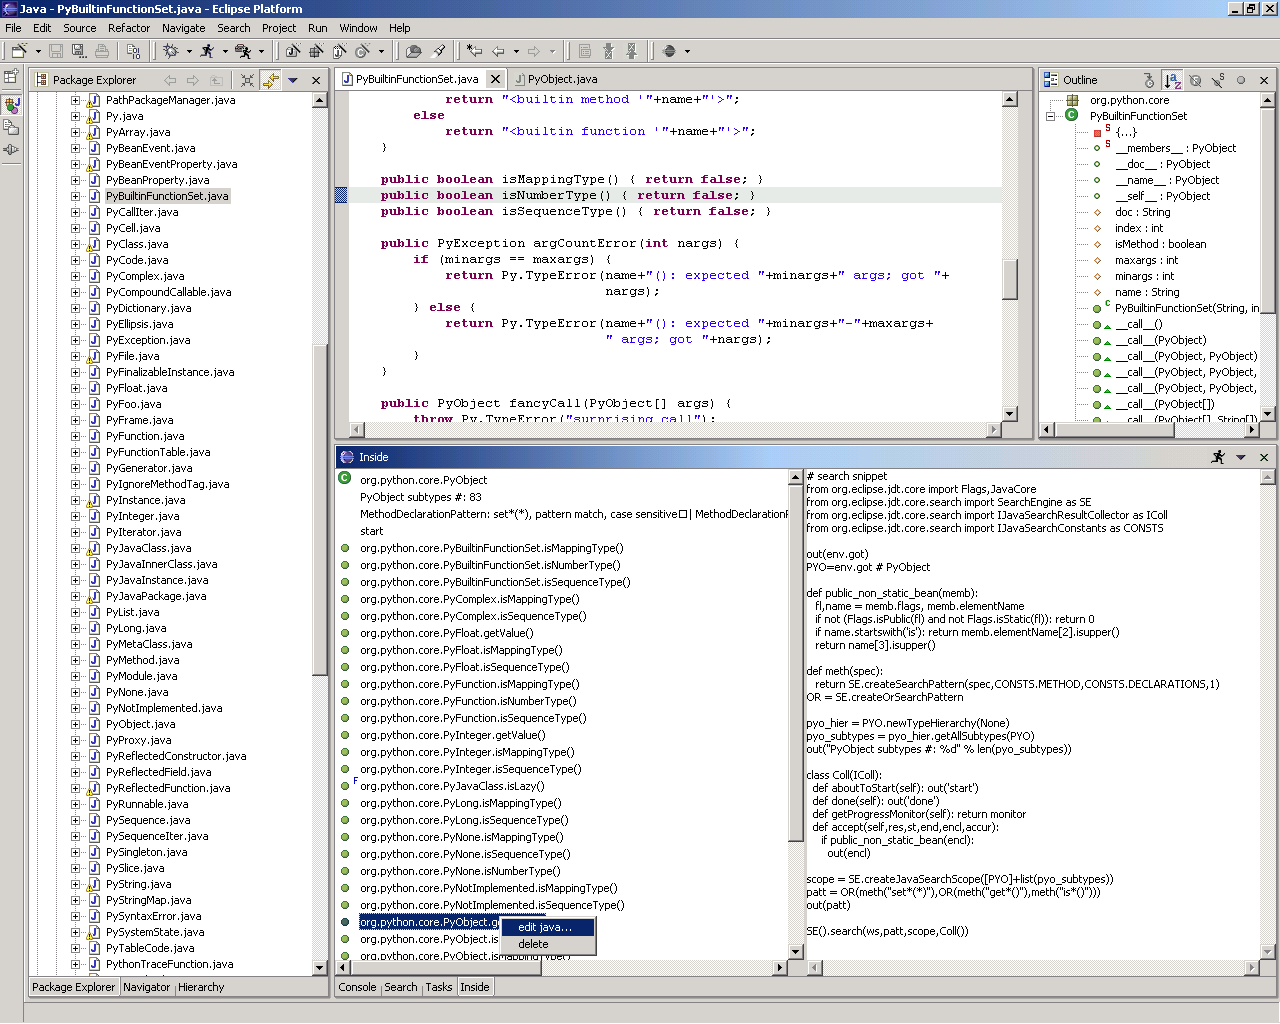 Java - PyBuiltinFunctionSet.java - Eclipse Platform
File Edit Source Refactor Navigate Search Project Run Window Help
Package Explorer
PathPackageManager.java
Py.java
PyArray.java
PyBeanEvent.java
PyBeanEventProperty.java
PyBeanProperty.java
PyBuiltinFunctionSet.java
PyCallIter.java
PyCell.java
PyClass.java
PyCode.java
PyComplex.java
PyCompoundCallable.java
PyDictionary.java
PyEllipsis.java
PyException.java
PyFile.java
PyFinalizableInstance.java
PyFloat.java
PyFoo.java
PyFrame.java
PyFunction.java
PyFunctionTable.java
PyGenerator.java
PyIgnoreMethodTag.java
PyInstance.java
PyInteger.java
PyIterator.java
PyJavaClass.java
PyJavaInnerClass.java
PyJavaInstance.java
PyJavaPackage.java
PyList.java
PyLong.java
PyMetaClass.java
PyMethod.java
PyModule.java
PyNone.java
PyNotImplemented.java
PyObject.java
PyProxy.java
PyReflectedConstructor.java
PyReflectedField.java
PyReflectedFunction.java
PyRunnable.java
PySequence.java
PySequenceIter.java
PySingleton.java
PySlice.java
PyString.java
PyStringMap.java
PySyntaxError.java
PySystemState.java
PyTableCode.java
PythonTraceFunction.java
Package Explorer Navigator Hierarchy
PyBuiltinFunctionSet.java PyObject.java
return "<builtin method '"+name+"'>";
else
return "<builtin function '"+name+"'>";
}
public boolean isMappingType() { return false; }
public boolean isNumberType() { return false; }
public boolean isSequenceType() { return false; }
public PyException argCountError(int nargs) {
if (minargs == maxargs) {
return Py.TypeError(name+"(): expected "+minargs+" args; got "+
nargs);
} else {
return Py.TypeError(name+"(): expected "+minargs+"-"+maxargs+
" args; got "+nargs);
}
}
public PyObject fancyCall(PyObject[] args) {
throw Py.TypeError("surprising call");
Outline
org.python.core
PyBuiltinFunctionSet
S {...}
S __members__ : PyObject
__doc__ : PyObject
__name__ : PyObject
__self__ : PyObject
doc : String
index : int
isMethod : boolean
maxargs : int
minargs : int
name : String
C PyBuiltinFunctionSet(String, in
__call__()
__call__(PyObject)
__call__(PyObject, PyObject)
__call__(PyObject, PyObject,
__call__(PyObject, PyObject,
__call__(PyObject[])
__call__(PyObject[], String[])
Inside
org.python.core.PyObject
PyObject subtypes #: 83
MethodDeclarationPattern: set*(*), pattern match, case sensitive□| MethodDeclarationP
start
org.python.core.PyBuiltinFunctionSet.isMappingType()
org.python.core.PyBuiltinFunctionSet.isNumberType()
org.python.core.PyBuiltinFunctionSet.isSequenceType()
org.python.core.PyComplex.isMappingType()
org.python.core.PyComplex.isSequenceType()
org.python.core.PyFloat.getValue()
org.python.core.PyFloat.isMappingType()
org.python.core.PyFloat.isSequenceType()
org.python.core.PyFunction.isMappingType()
org.python.core.PyFunction.isNumberType()
org.python.core.PyFunction.isSequenceType()
org.python.core.PyInteger.getValue()
org.python.core.PyInteger.isMappingType()
org.python.core.PyInteger.isSequenceType()
F org.python.core.PyJavaClass.isLazy()
org.python.core.PyLong.isMappingType()
org.python.core.PyLong.isSequenceType()
org.python.core.PyNone.isMappingType()
org.python.core.PyNone.isSequenceType()
org.python.core.PyNone.isNumberType()
org.python.core.PyNotImplemented.isMappingType()
org.python.core.PyNotImplemented.isSequenceType()
org.python.core.PyObject.ge
org.python.core.PyObject.is
org.python.core.PyObject.isMappingType()
edit java...
delete
# search snippet
from org.eclipse.jdt.core import Flags,JavaCore
from org.eclipse.jdt.core.search import SearchEngine as SE
from org.eclipse.jdt.core.search import IJavaSearchResultCollector as IColl
from org.eclipse.jdt.core.search import IJavaSearchConstants as CONSTS
out(env.got)
PYO=env.got # PyObject
def public_non_static_bean(memb):
fl,name = memb.flags, memb.elementName
if not (Flags.isPublic(fl) and not Flags.isStatic(fl)): return 0
if name.startswith('is'): return memb.elementName[2].isupper()
return name[3].isupper()
def meth(spec):
return SE.createSearchPattern(spec,CONSTS.METHOD,CONSTS.DECLARATIONS,1)
OR = SE.createOrSearchPattern
pyo_hier = PYO.newTypeHierarchy(None)
pyo_subtypes = pyo_hier.getAllSubtypes(PYO)
out("PyObject subtypes #: %d" % len(pyo_subtypes))
class Coll(IColl):
def aboutToStart(self): out('start')
def done(self): out('done')
def getProgressMonitor(self): return monitor
def accept(self,res,st,end,encl,accur):
if public_non_static_bean(encl):
out(encl)
scope = SE.createJavaSearchScope([PYO]+list(pyo_subtypes))
patt = OR(meth("set*(*)"),OR(meth("get*()"),meth("is*()")))
out(patt)
SE().search(ws,patt,scope,Coll())
Console Search Tasks Inside